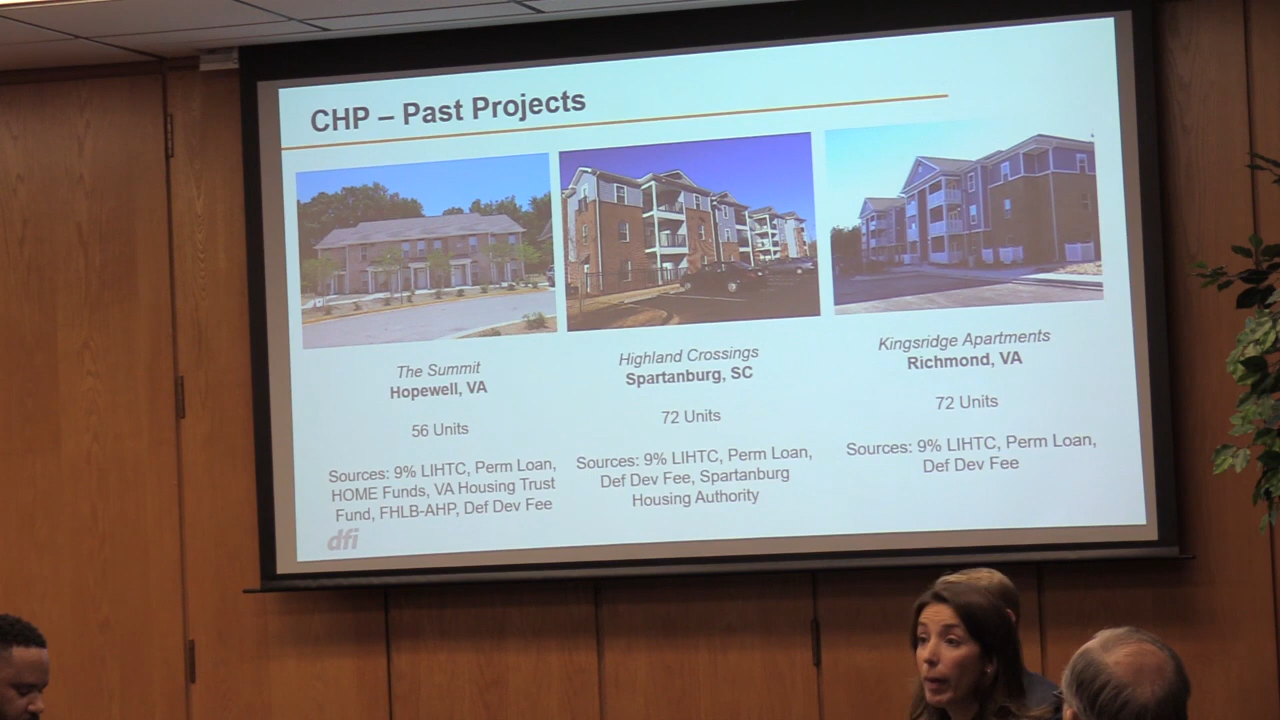 CHP – Past Projects
The Summit
Hopewell, VA
56 Units
Sources: 9% LIHTC, Perm Loan,
HOME Funds, VA Housing Trust
Fund, FHLB-AHP, Def Dev Fee
Highland Crossings
Spartanburg, SC
72 Units
Sources: 9% LIHTC, Perm Loan,
Def Dev Fee, Spartanburg
Housing Authority
Kingsridge Apartments
Richmond, VA
72 Units
Sources: 9% LIHTC, Perm Loan,
Def Dev Fee
dfi